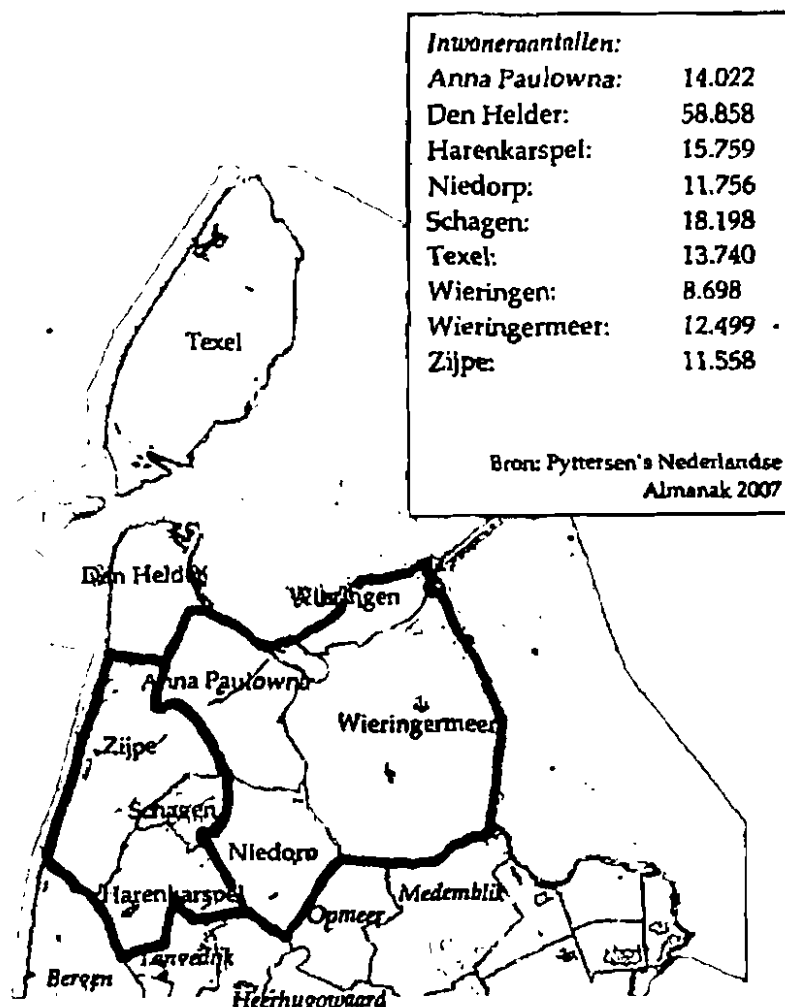 Inwoneraantallen:
Anna Paulowna: 14.022
Den Helder: 58.858
Harenkarspel: 15.759
Niedorp: 11.756
Schagen: 18.198
Texel: 13.740
Wieringen: 8.698
Wieringermeer: 12.499
Zijpe: 11.558
Bron: Pyttersen's Nederlandse
Almanak 2007
Texel
Den Helder
Wieringen
Anna Paulowna
Wieringermeer
Zijpe
Schagen
Niedorp
Harenkarspel
Medemblik
Opmeer
Langedijk
Bergen
Heerhugowaard